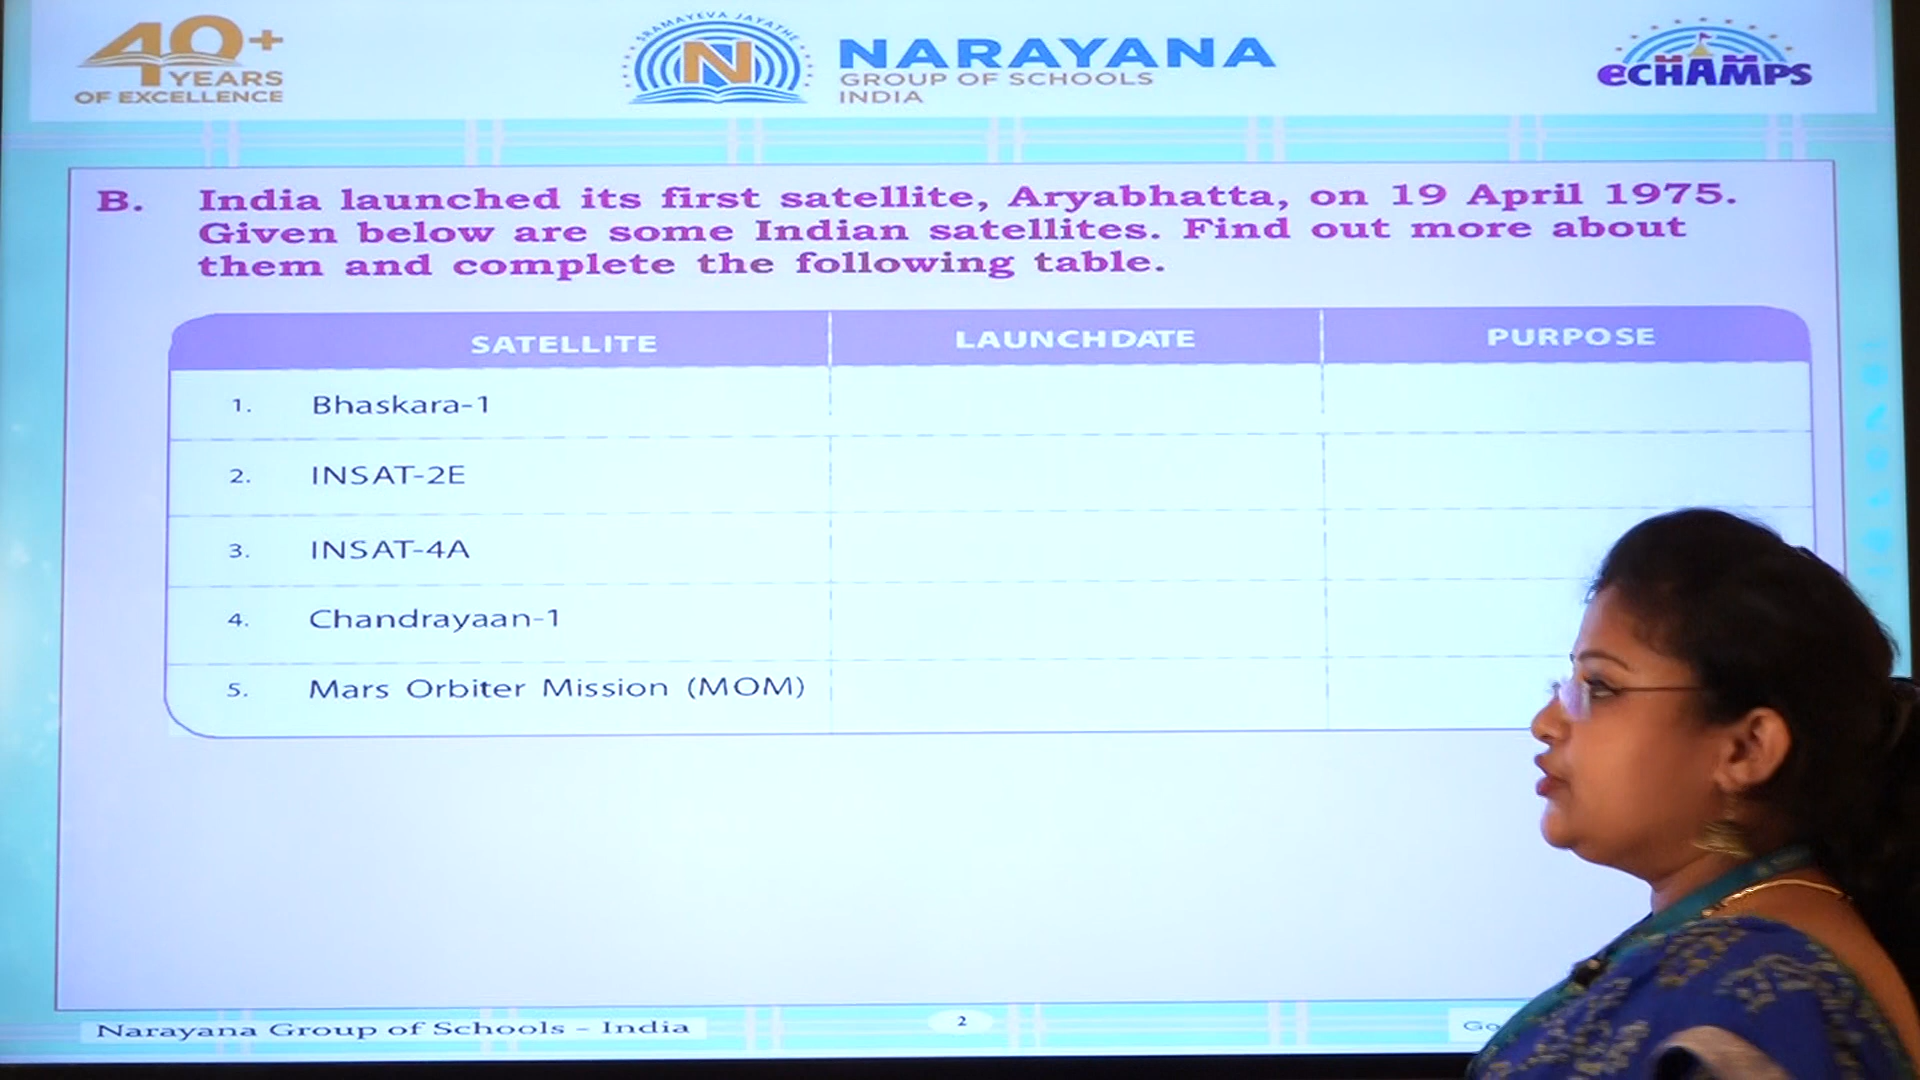 40+
YEARS
OF EXCELLENCE
SRAMAYEVA JAYATHE
N
NARAYANA
GROUP OF SCHOOLS
INDIA
eCHAMPS
B. India launched its first satellite, Aryabhatta, on 19 April 1975.
Given below are some Indian satellites. Find out more about
them and complete the following table.
SATELLITE LAUNCHDATE PURPOSE
1. Bhaskara-1
2. INSAT-2E
3. INSAT-4A
4. Chandrayaan-1
5. Mars Orbiter Mission (MOM)
Narayana Group of Schools – India
2